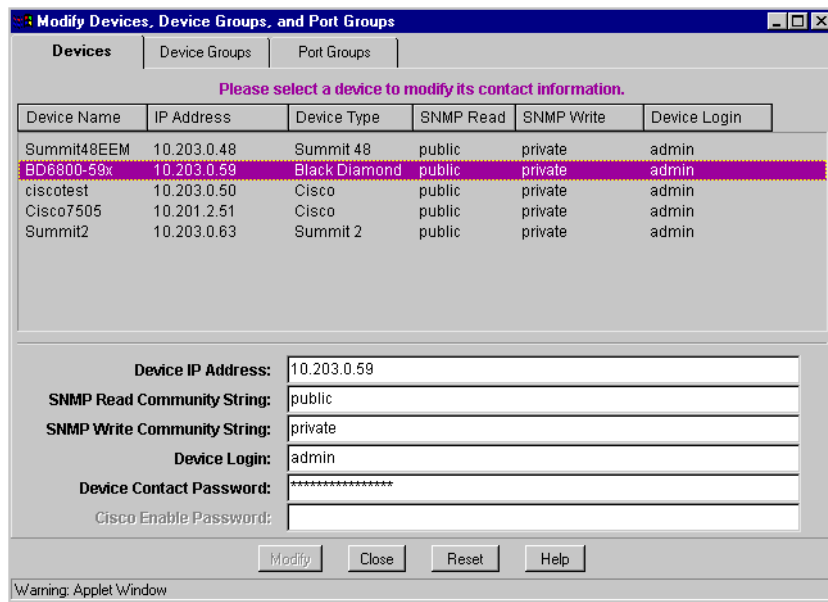 Modify Devices, Device Groups, and Port Groups
Devices Device Groups Port Groups
Please select a device to modify its contact information.
Device Name IP Address Device Type SNMP Read SNMP Write Device Login
Summit48EEM 10.203.0.48 Summit 48 public private admin
BD6800-59x 10.203.0.59 Black Diamond public private admin
ciscotest 10.203.0.50 Cisco public private admin
Cisco7505 10.201.2.51 Cisco public private admin
Summit2 10.203.0.63 Summit 2 public private admin
Device IP Address: 10.203.0.59
SNMP Read Community String: public
SNMP Write Community String: private
Device Login: admin
Device Contact Password: ****************
Cisco Enable Password:
Modify Close Reset Help
Warning: Applet Window